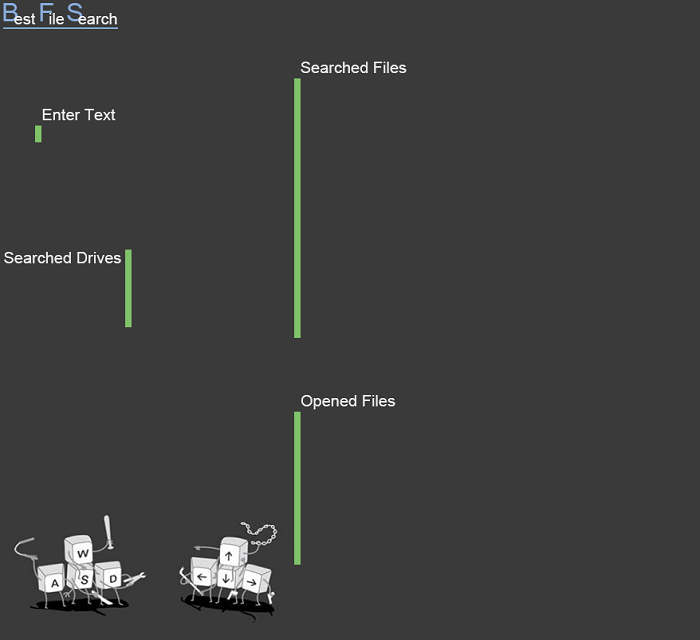 Best File Search
Searched Files
Enter Text
Searched Drives
Opened Files
W
A S D
↑
← ↓ →